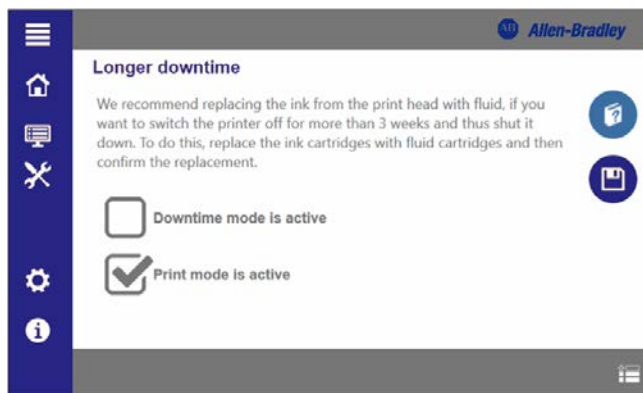 AB Allen-Bradley
Longer downtime
We recommend replacing the ink from the print head with fluid, if you
want to switch the printer off for more than 3 weeks and thus shut it
down. To do this, replace the ink cartridges with fluid cartridges and then
confirm the replacement.
Downtime mode is active
Print mode is active